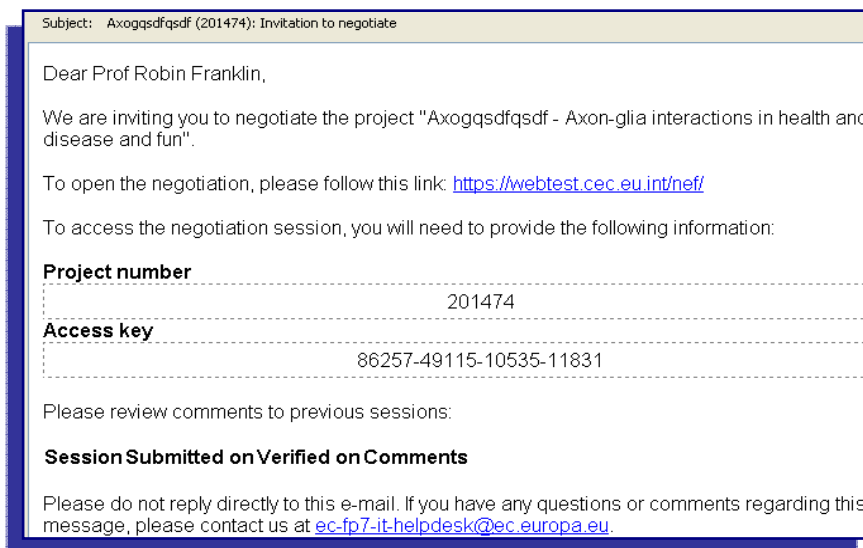 Subject: Axogqsdfqsdf (201474): Invitation to negotiate
Dear Prof Robin Franklin,
We are inviting you to negotiate the project "Axogqsdfqsdf - Axon-glia interactions in health and
disease and fun".
To open the negotiation, please follow this link: https://webtest.cec.eu.int/nef/
To access the negotiation session, you will need to provide the following information:
Project number
201474
Access key
86257-49115-10535-11831
Please review comments to previous sessions:
Session Submitted on Verified on Comments
Please do not reply directly to this e-mail. If you have any questions or comments regarding this
message, please contact us at ec-fp7-it-helpdesk@ec.europa.eu.